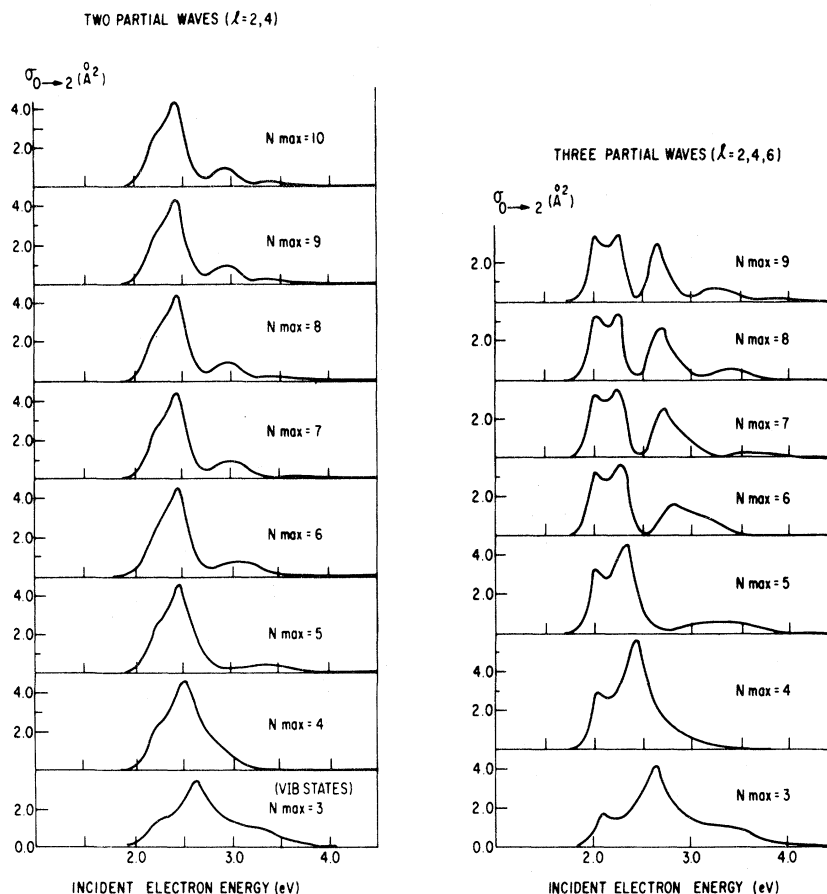 TWO PARTIAL WAVES (ℓ=2,4)
σ0→2 (Å2)
4.0
2.0
N max=10
4.0
2.0
N max=9
4.0
2.0
N max=8
4.0
2.0
N max=7
4.0
2.0
N max=6
4.0
2.0
N max=5
4.0
2.0
N max=4
(VIB STATES)
N max=3
2.0
0.0
2.0 3.0 4.0
INCIDENT ELECTRON ENERGY (eV)
THREE PARTIAL WAVES (ℓ=2,4,6)
σ0→2 (Å2)
2.0
N max=9
2.0
N max=8
2.0
N max=7
2.0
N max=6
4.0
2.0
N max=5
4.0
2.0
N max=4
4.0
2.0
N max=3
0.0
2.0 3.0 4.0
INCIDENT ELECTRON ENERGY (eV)